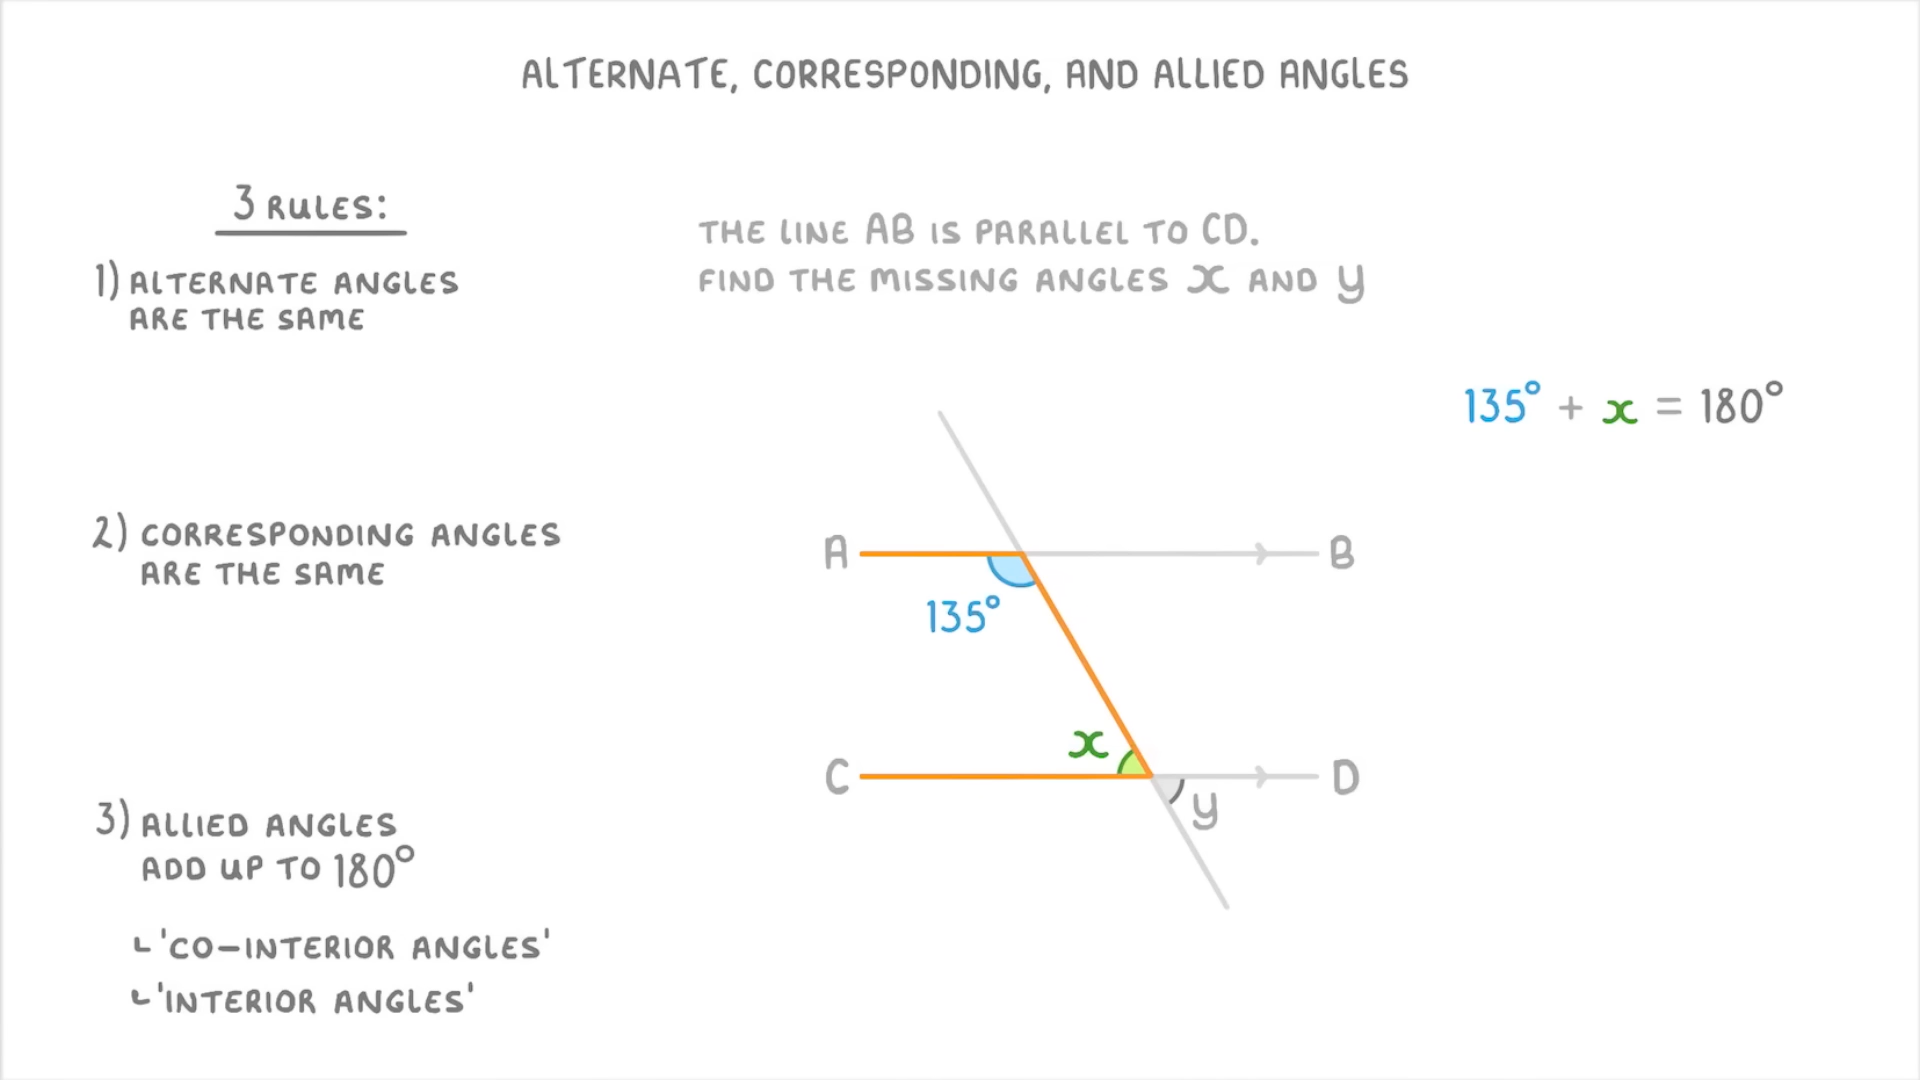 ALTERNATE, CORRESPONDING, AND ALLIED ANGLES
3 RULES:
1) ALTERNATE ANGLES
ARE THE SAME
2) CORRESPONDING ANGLES
ARE THE SAME
3) ALLIED ANGLES
ADD UP TO 180°
'CO-INTERIOR ANGLES'
'INTERIOR ANGLES'
THE LINE AB IS PARALLEL TO CD.
FIND THE MISSING ANGLES x AND y
135° + x = 180°
A
B
135°
x
C
D
y